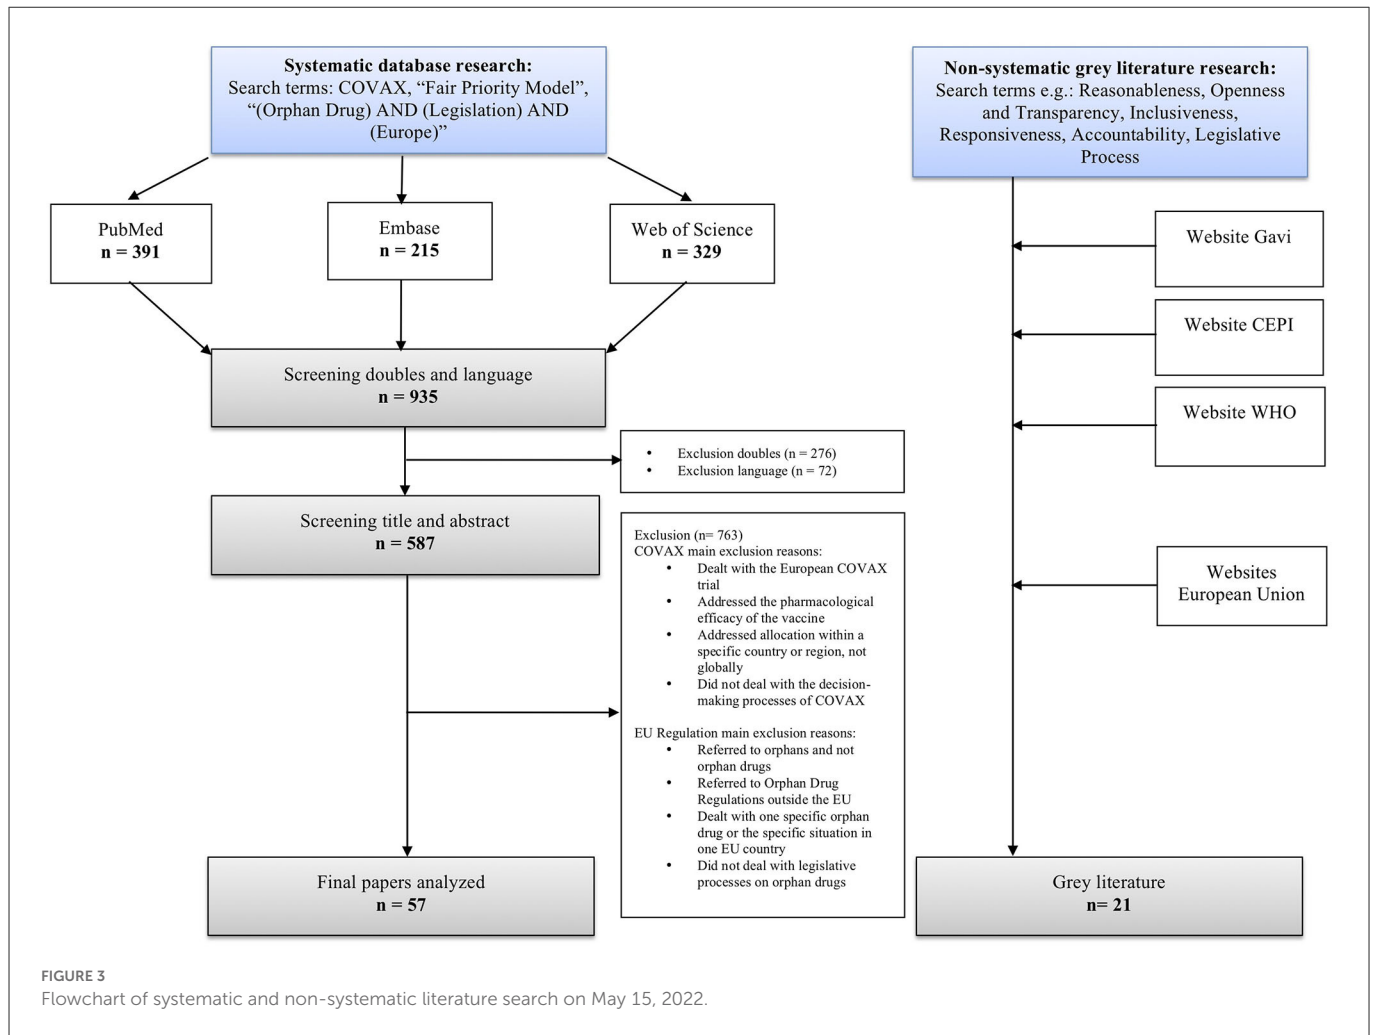 Systematic database research:
Search terms: COVAX, “Fair Priority Model”,
“(Orphan Drug) AND (Legislation) AND
(Europe)”
PubMed
n = 391
Embase
n = 215
Web of Science
n = 329
Screening doubles and language
n = 935
• Exclusion doubles (n = 276)
• Exclusion language (n = 72)
Screening title and abstract
n = 587
Exclusion (n= 763)
COVAX main exclusion reasons:
• Dealt with the European COVAX
trial
• Addressed the pharmacological
efficacy of the vaccine
• Addressed allocation within a
specific country or region, not
globally
• Did not deal with the decision-
making processes of COVAX
EU Regulation main exclusion reasons:
• Referred to orphans and not
orphan drugs
• Referred to Orphan Drug
Regulations outside the EU
• Dealt with one specific orphan
drug or the specific situation in
one EU country
• Did not deal with legislative
processes on orphan drugs
Final papers analyzed
n = 57
Non-systematic grey literature research:
Search terms e.g.: Reasonableness, Openness
and Transparency, Inclusiveness,
Responsiveness, Accountability, Legislative
Process
Website Gavi
Website CEPI
Website WHO
Websites
European Union
Grey literature
n= 21
FIGURE 3
Flowchart of systematic and non-systematic literature search on May 15, 2022.